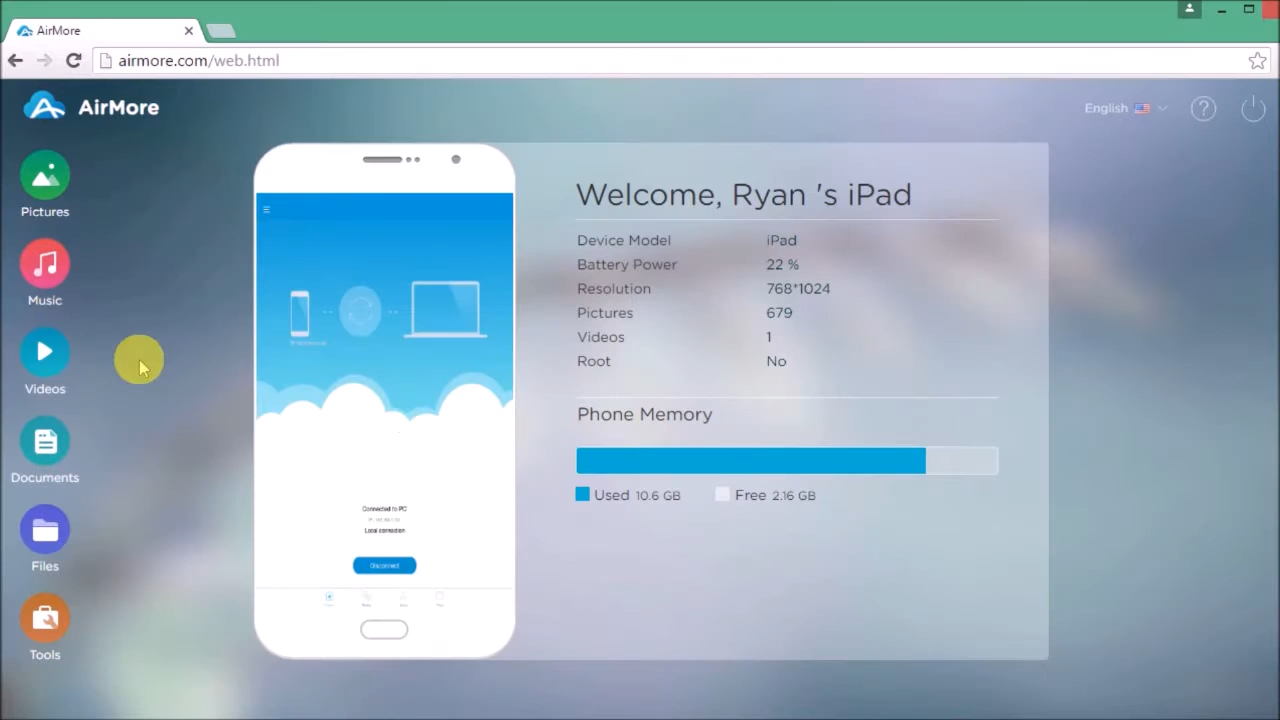 AirMore
airmore.com/web.html
AirMore
English
Pictures
Music
Videos
Documents
Files
Tools
Connected to PC
Local connection
Disconnect
Welcome, Ryan 's iPad
Device Model iPad
Battery Power 22 %
Resolution 768*1024
Pictures 679
Videos 1
Root No
Phone Memory
Used 10.6 GB Free 2.16 GB